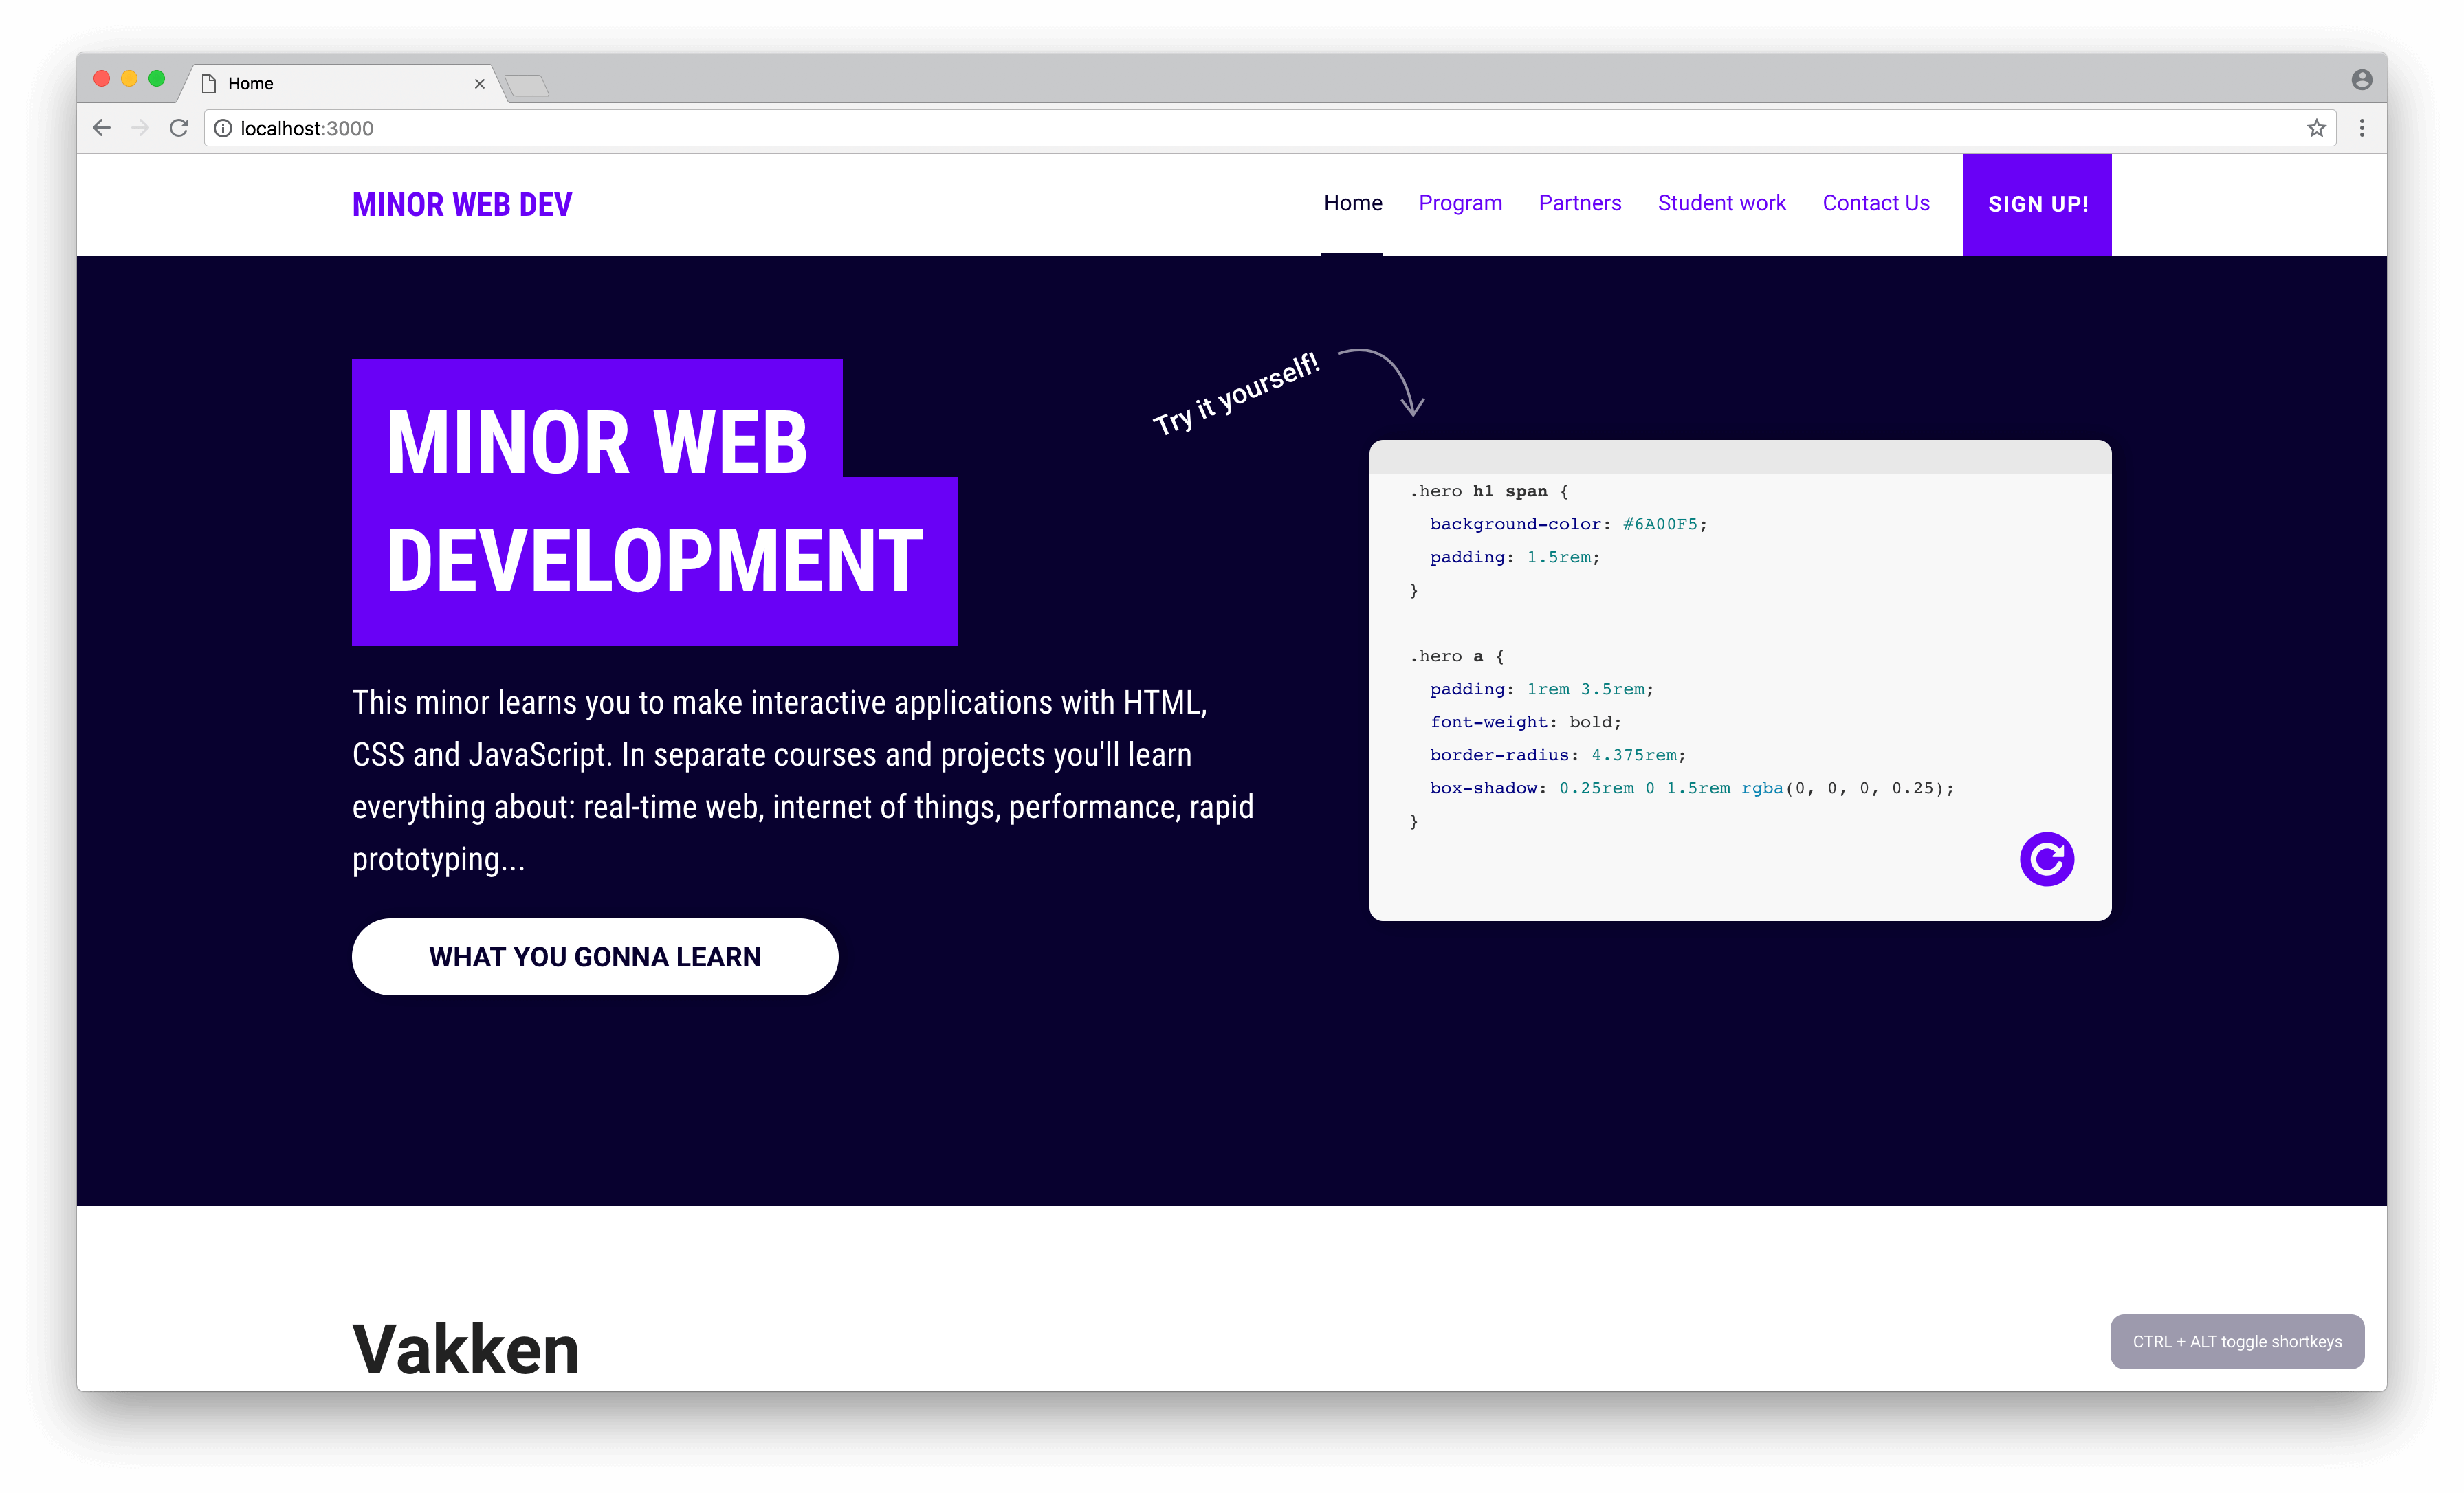 Home
localhost:3000
MINOR WEB DEV
Home Program Partners Student work Contact Us SIGN UP!
MINOR WEB
DEVELOPMENT
This minor learns you to make interactive applications with HTML,
CSS and JavaScript. In separate courses and projects you'll learn
everything about: real-time web, internet of things, performance, rapid
prototyping...
WHAT YOU GONNA LEARN
Try it yourself!
.hero h1 span {
background-color: #6A00F5;
padding: 1.5rem;
}
.hero a {
padding: 1rem 3.5rem;
font-weight: bold;
border-radius: 4.375rem;
box-shadow: 0.25rem 0 1.5rem rgba(0, 0, 0, 0.25);
}
Vakken
CTRL + ALT toggle shortkeys